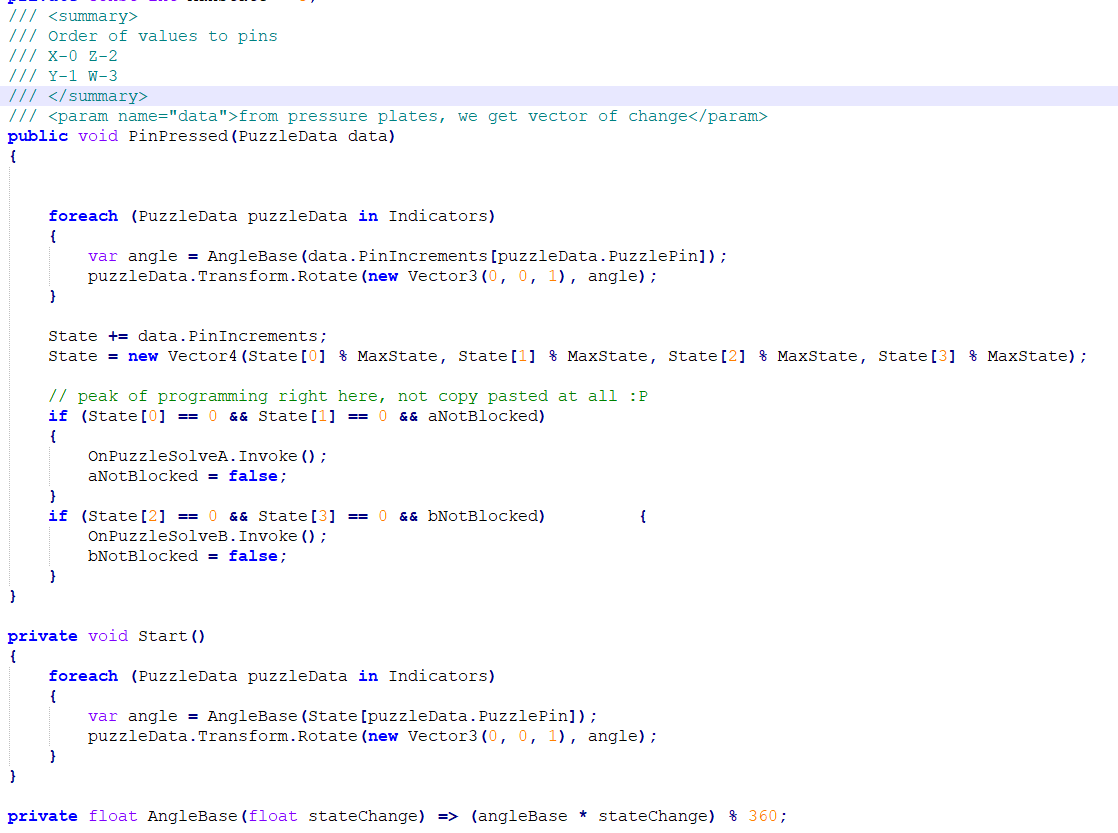 /// <summary>
/// Order of values to pins
/// X-0 Z-2
/// Y-1 W-3
/// </summary>
/// <param name="data">from pressure plates, we get vector of change</param>
public void PinPressed(PuzzleData data)
{
foreach (PuzzleData puzzleData in Indicators)
{
var angle = AngleBase(data.PinIncrements[puzzleData.PuzzlePin]);
puzzleData.Transform.Rotate(new Vector3(0, 0, 1), angle);
}
State += data.PinIncrements;
State = new Vector4(State[0] % MaxState, State[1] % MaxState, State[2] % MaxState, State[3] % MaxState);
// peak of programming right here, not copy pasted at all :P
if (State[0] == 0 && State[1] == 0 && aNotBlocked)
{
OnPuzzleSolveA.Invoke();
aNotBlocked = false;
}
if (State[2] == 0 && State[3] == 0 && bNotBlocked) {
OnPuzzleSolveB.Invoke();
bNotBlocked = false;
}
}
private void Start()
{
foreach (PuzzleData puzzleData in Indicators)
{
var angle = AngleBase(State[puzzleData.PuzzlePin]);
puzzleData.Transform.Rotate(new Vector3(0, 0, 1), angle);
}
}
private float AngleBase(float stateChange) => (angleBase * stateChange) % 360;